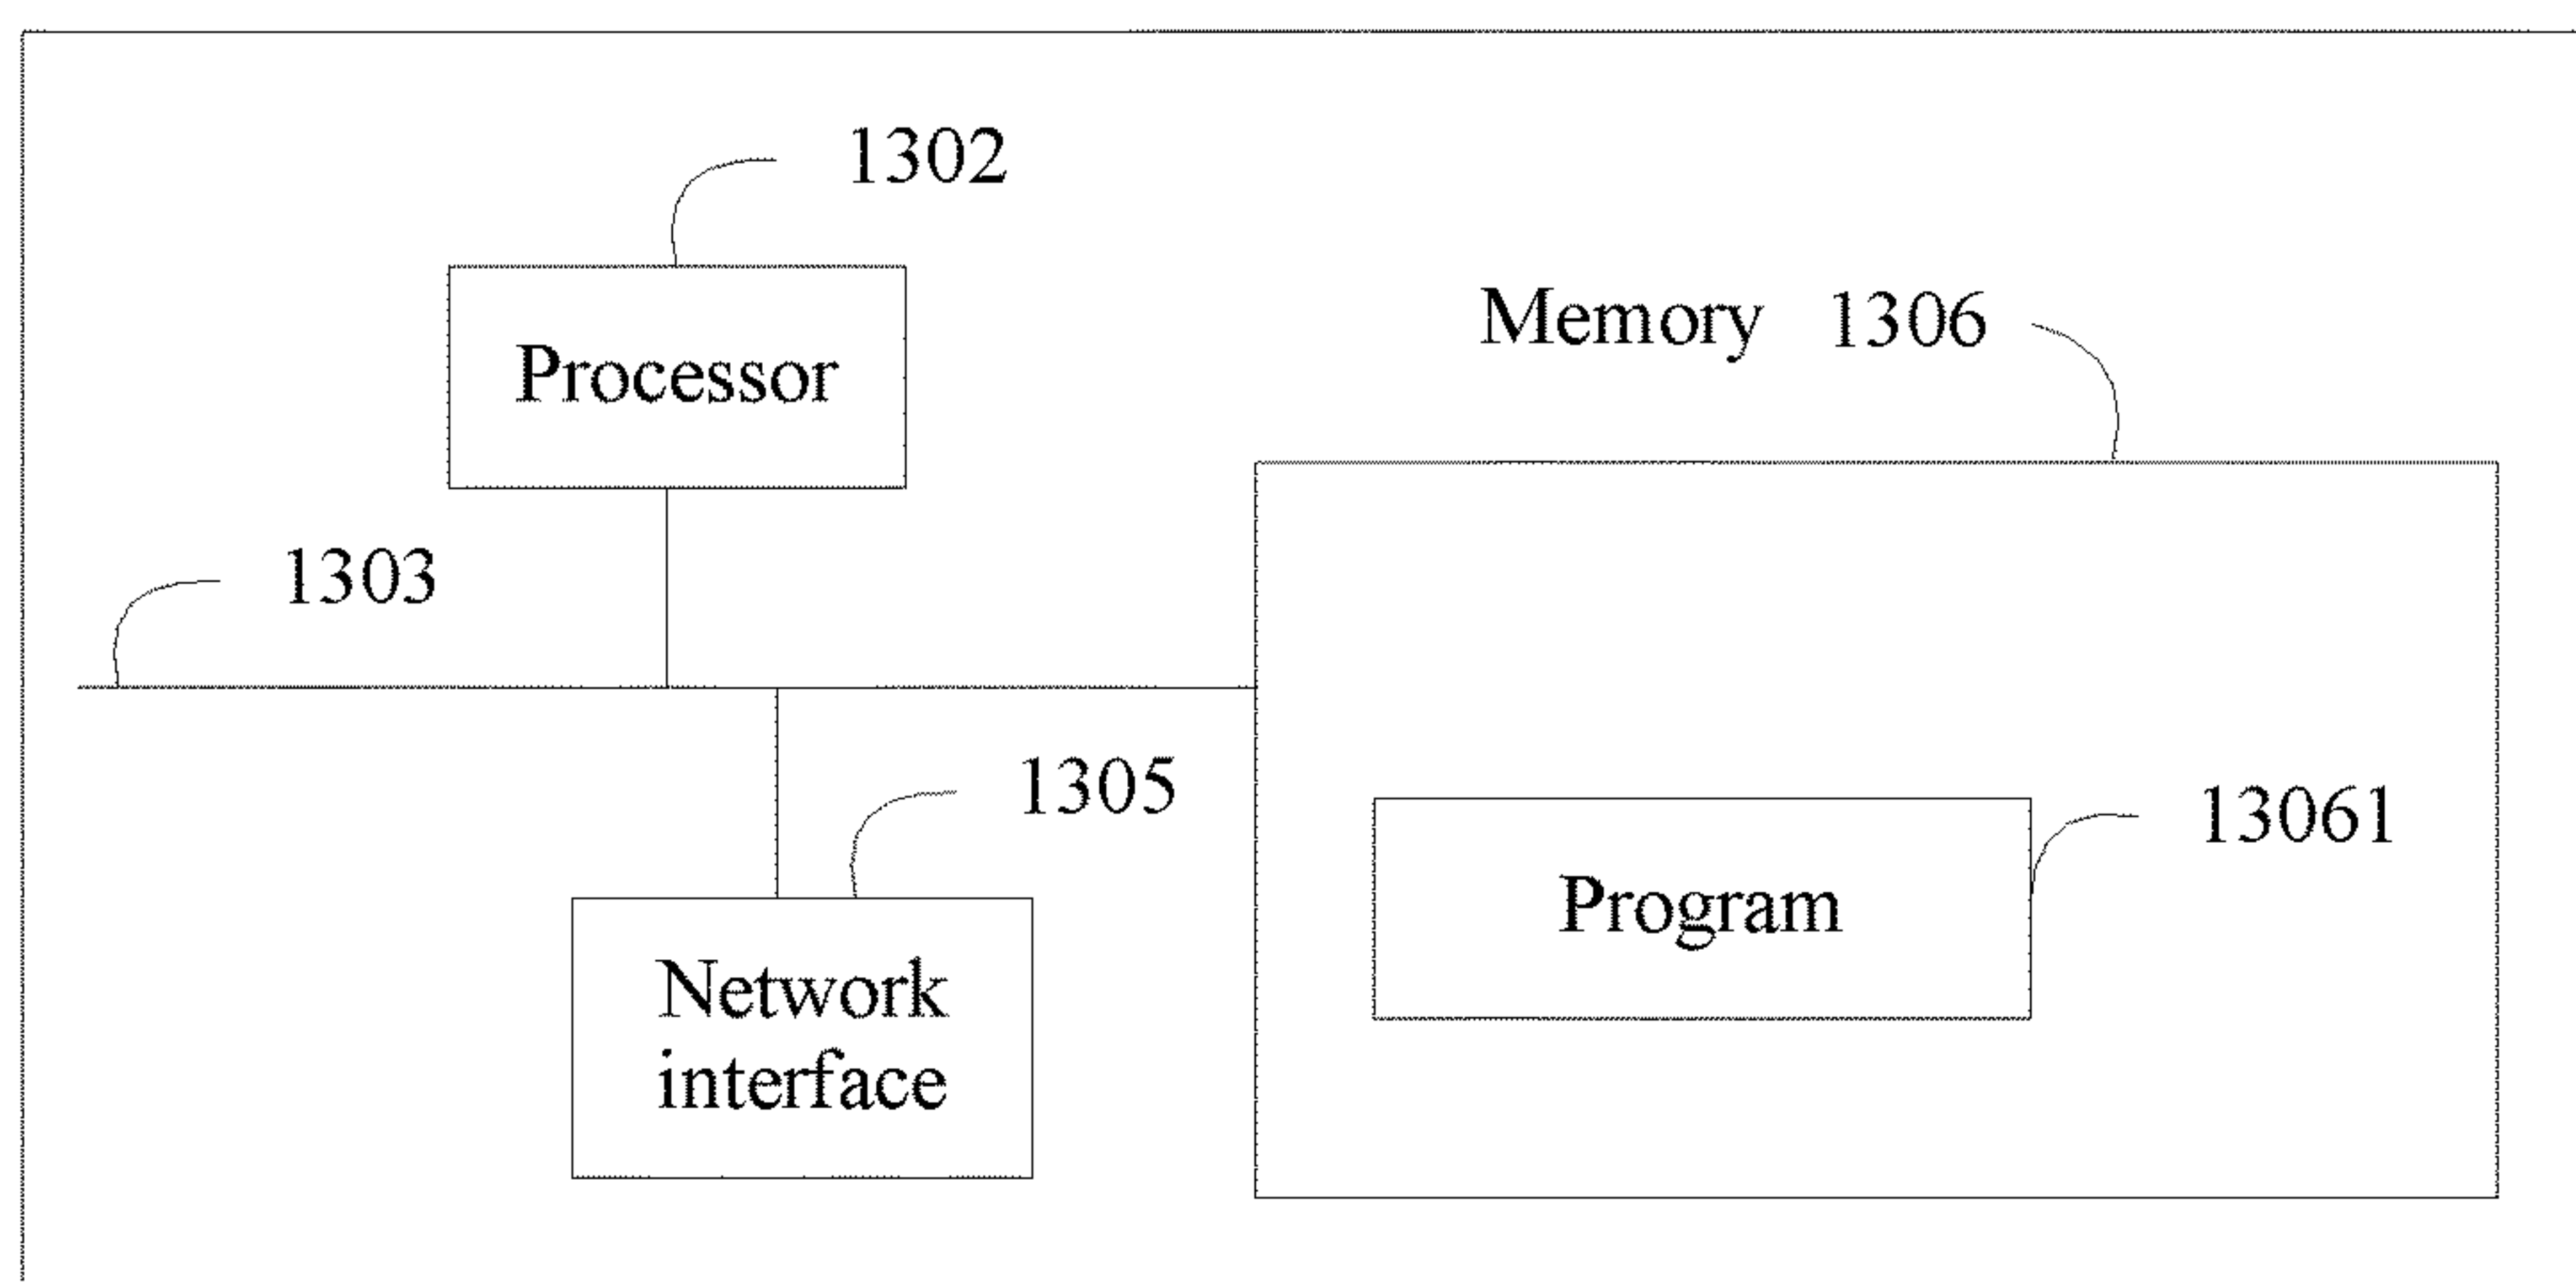 1302
Processor
Memory 1306
1303
1305
13061
Program
Network
interface